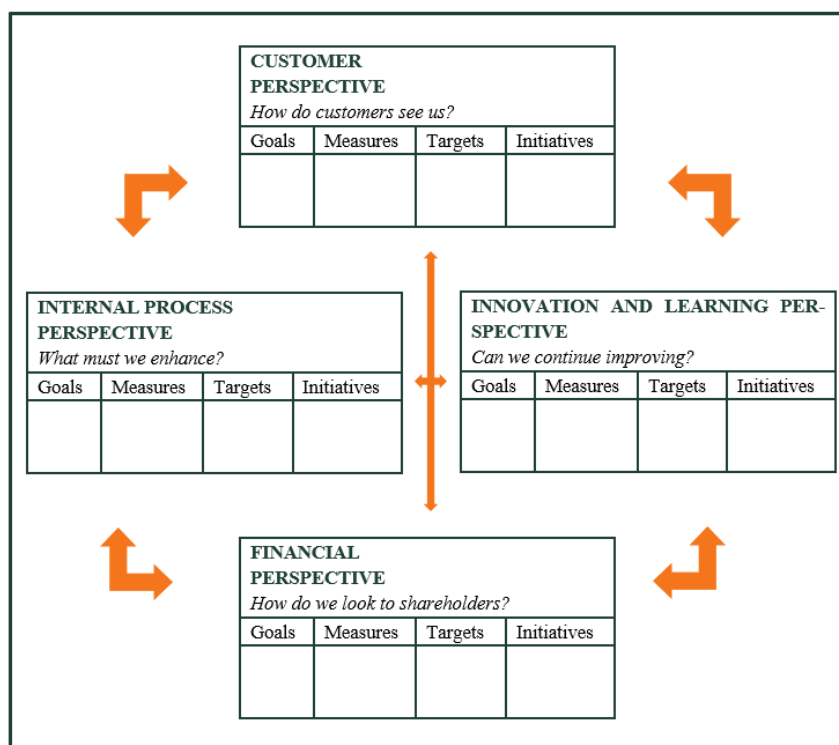 CUSTOMER
PERSPECTIVE
How do customers see us?
Goals Measures Targets Initiatives
INTERNAL PROCESS
PERSPECTIVE
What must we enhance?
Goals Measures Targets Initiatives
INNOVATION AND LEARNING PER-
SPECTIVE
Can we continue improving?
Goals Measures Targets Initiatives
FINANCIAL
PERSPECTIVE
How do we look to shareholders?
Goals Measures Targets Initiatives